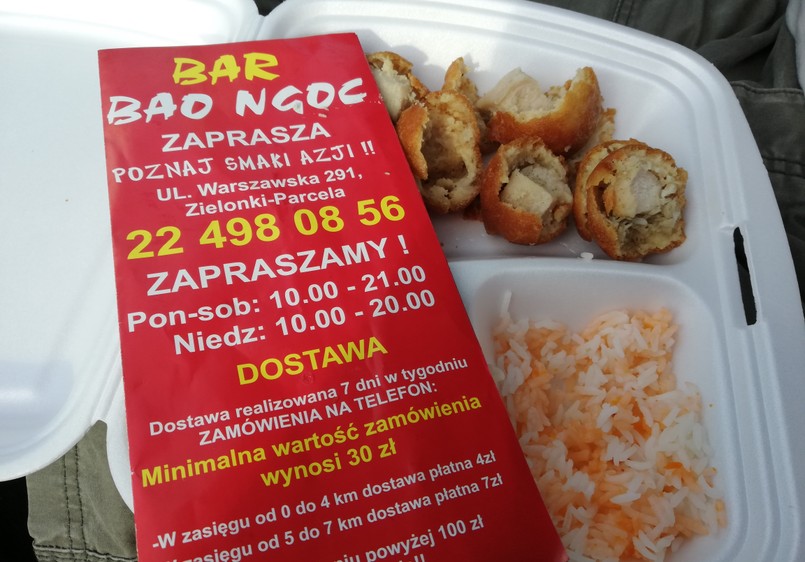 BAR
BAO NGOC
ZAPRASZA
POZNAJ SMAKI AZJI !!
UL. Warszawska 291,
Zielonki-Parcela
22 498 08 56
ZAPRASZAMY !
Pon-sob: 10.00 - 21.00
Niedz: 10.00 - 20.00
DOSTAWA
Dostawa realizowana 7 dni w tygodniu
ZAMÓWIENIA NA TELEFON:
Minimalna wartość zamówienia
wynosi 30 zł
-W zasięgu od 0 do 4 km dostawa płatna 4zł
zasięgu od 5 do 7 km dostawa płatna 7zł
powyżej 100 zł